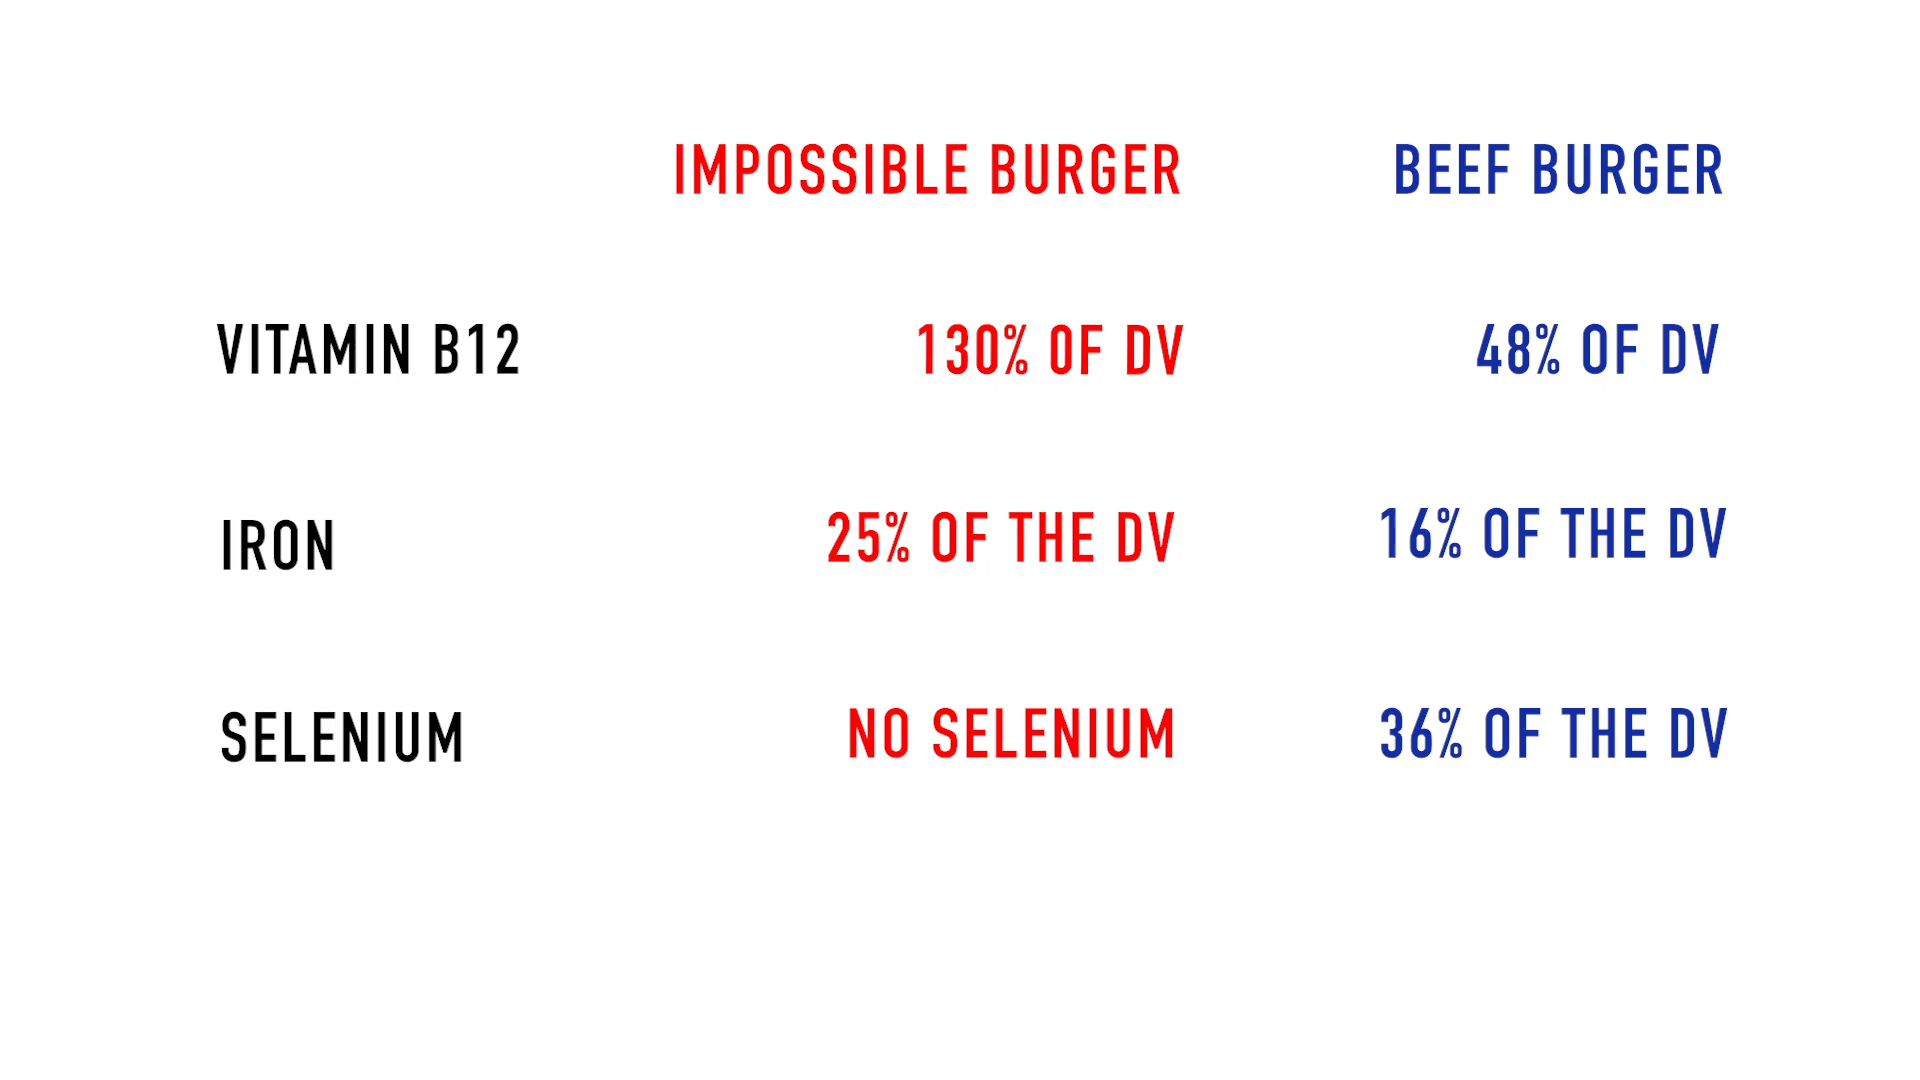 IMPOSSIBLE BURGER BEEF BURGER
VITAMIN B12 130% OF DV 48% OF DV
IRON 25% OF THE DV 16% OF THE DV
SELENIUM NO SELENIUM 36% OF THE DV